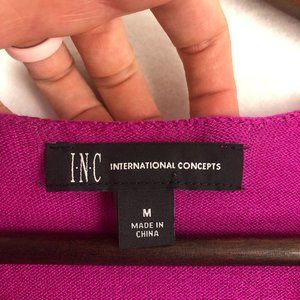 I·N·C INTERNATIONAL CONCEPTS
M
MADE IN
CHINA